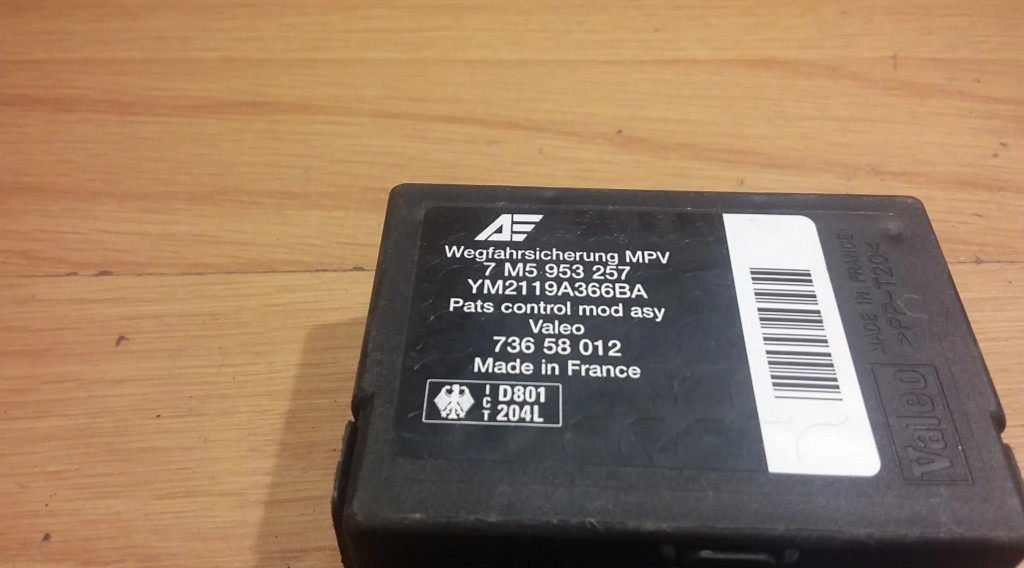 AE
Wegfahrsicherung MPV
7 M5 953 257
YM2119A366BA
Pats control mod asy
Valeo
736 58 012
Made in France
ICT D801
204L
MADE IN FRANCE
>PP-T20<
Valeo